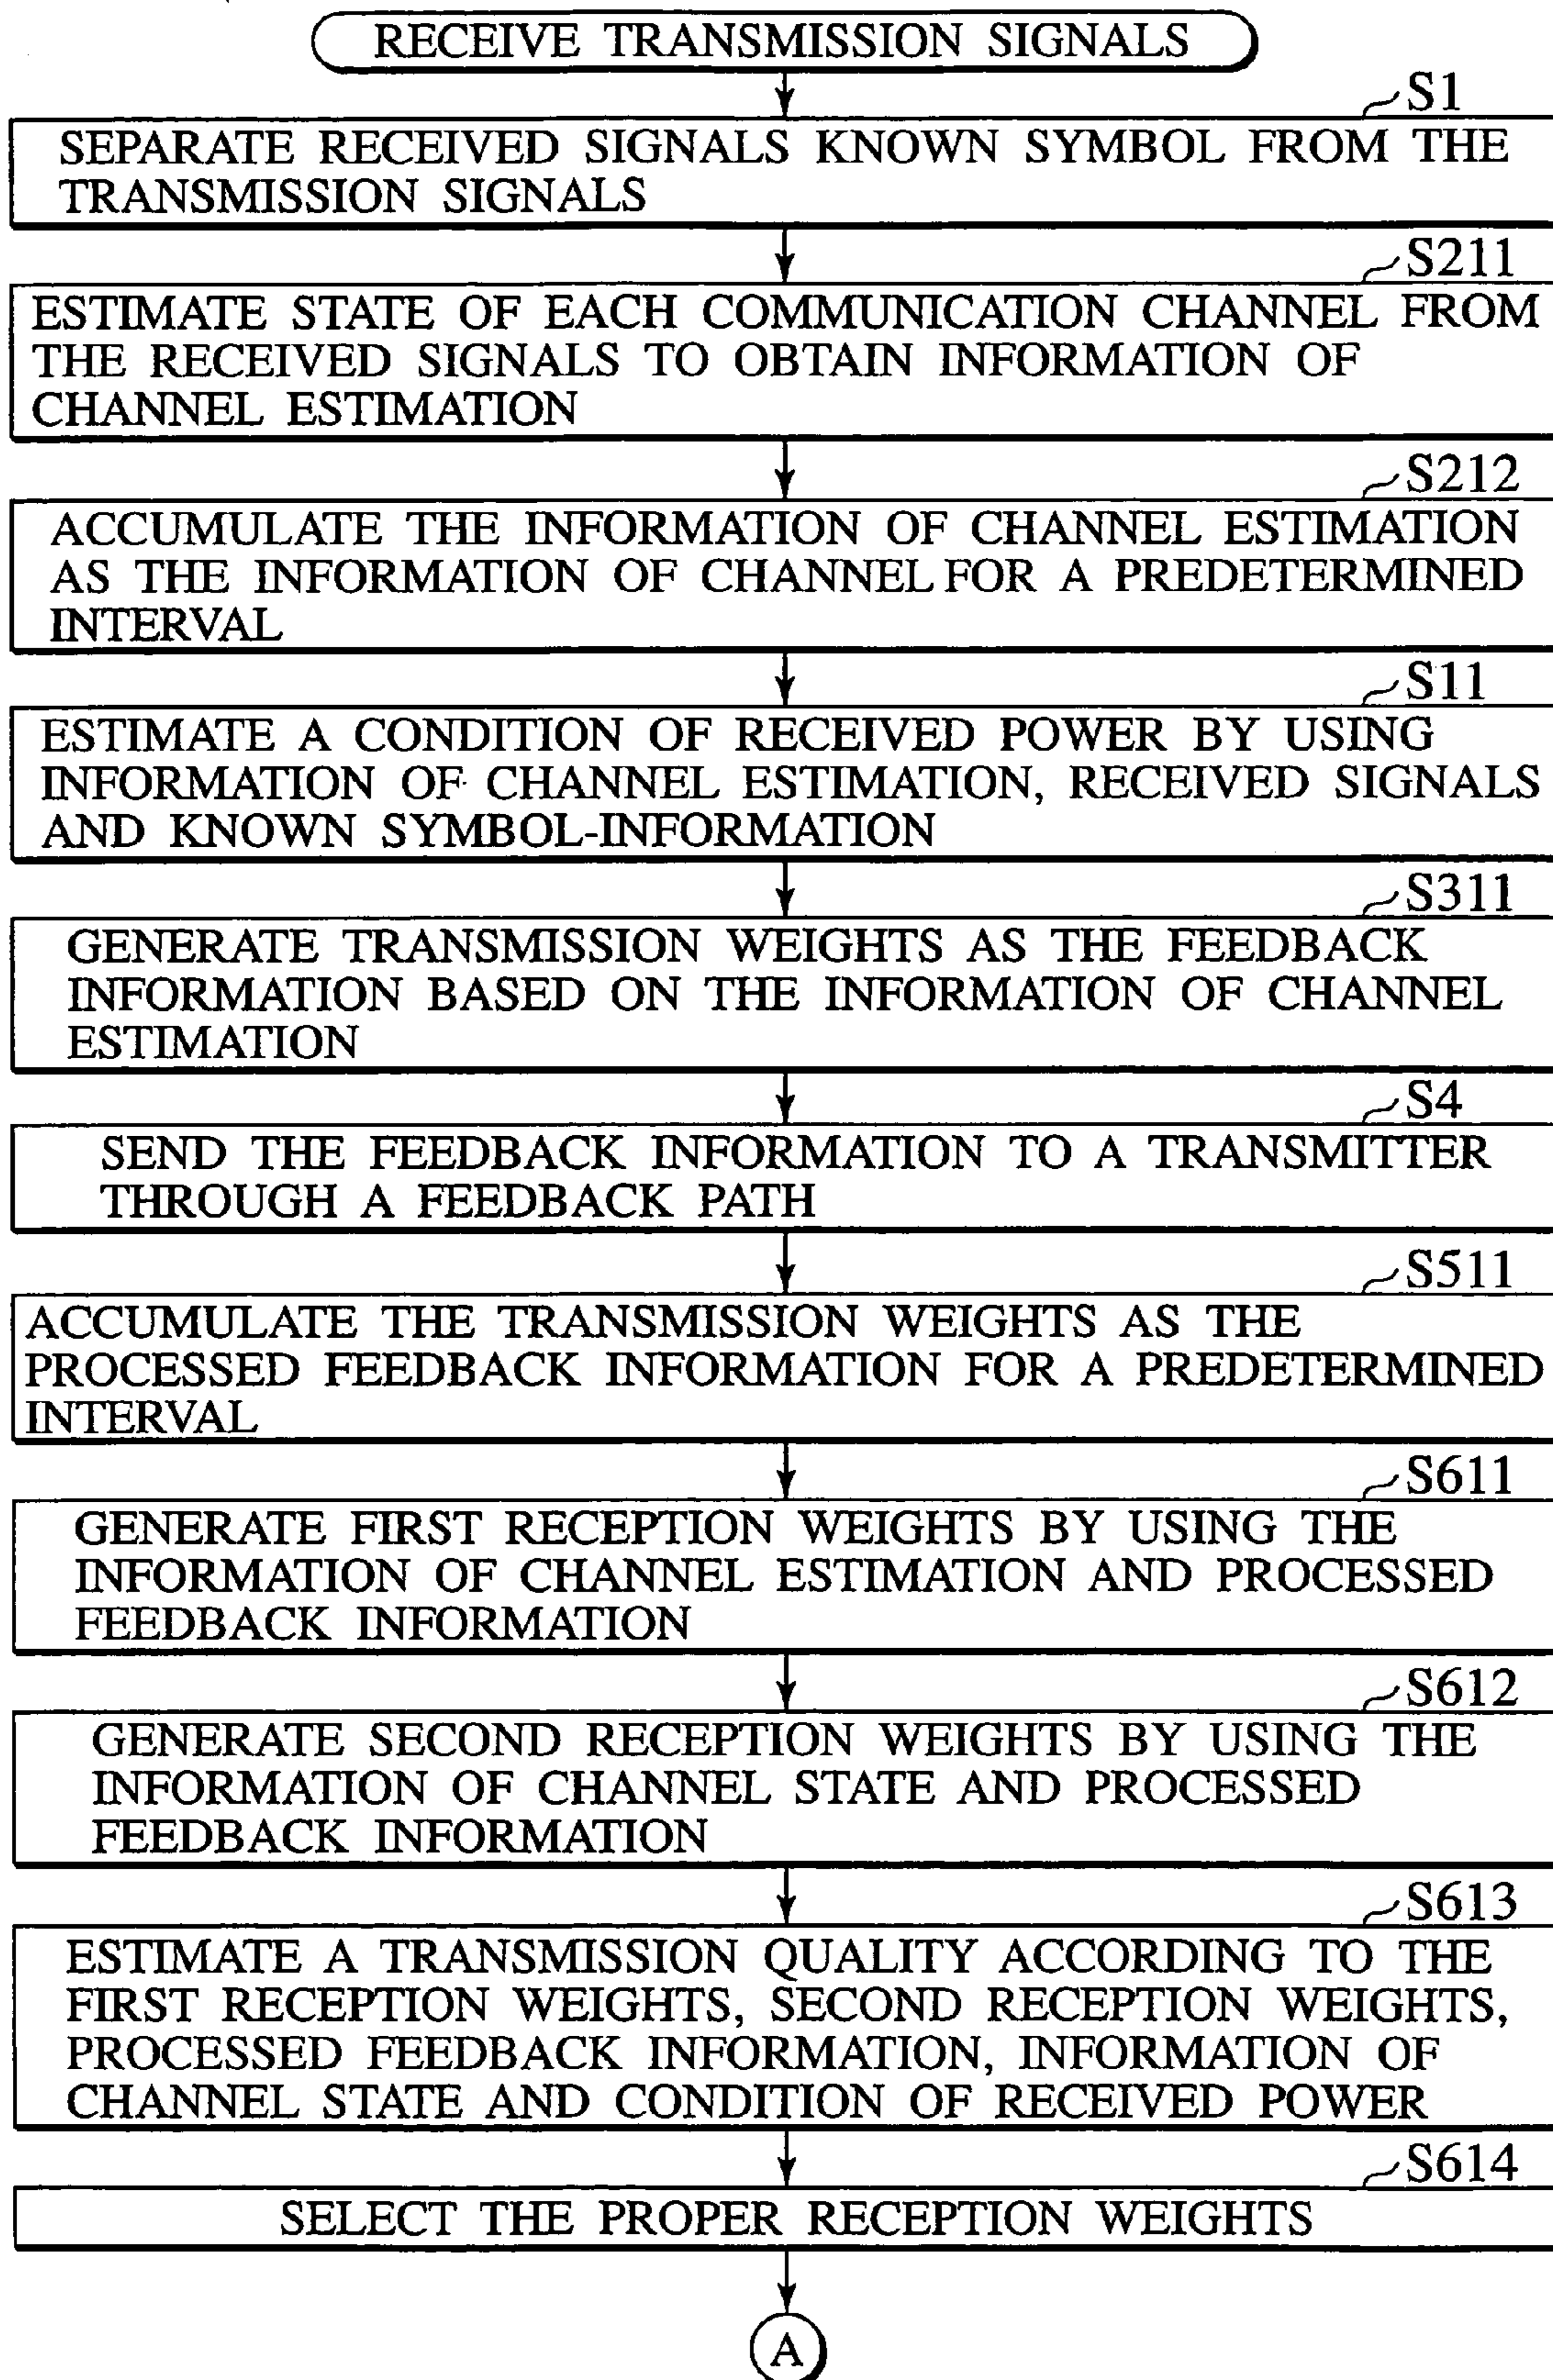 RECEIVE TRANSMISSION SIGNALS
S1
SEPARATE RECEIVED SIGNALS KNOWN SYMBOL FROM THE
TRANSMISSION SIGNALS
S211
ESTIMATE STATE OF EACH COMMUNICATION CHANNEL FROM
THE RECEIVED SIGNALS TO OBTAIN INFORMATION OF
CHANNEL ESTIMATION
S212
ACCUMULATE THE INFORMATION OF CHANNEL ESTIMATION
AS THE INFORMATION OF CHANNEL FOR A PREDETERMINED
INTERVAL
S11
ESTIMATE A CONDITION OF RECEIVED POWER BY USING
INFORMATION OF CHANNEL ESTIMATION, RECEIVED SIGNALS
AND KNOWN SYMBOL-INFORMATION
S311
GENERATE TRANSMISSION WEIGHTS AS THE FEEDBACK
INFORMATION BASED ON THE INFORMATION OF CHANNEL
ESTIMATION
S4
SEND THE FEEDBACK INFORMATION TO A TRANSMITTER
THROUGH A FEEDBACK PATH
S511
ACCUMULATE THE TRANSMISSION WEIGHTS AS THE
PROCESSED FEEDBACK INFORMATION FOR A PREDETERMINED
INTERVAL
S611
GENERATE FIRST RECEPTION WEIGHTS BY USING THE
INFORMATION OF CHANNEL ESTIMATION AND PROCESSED
FEEDBACK INFORMATION
S612
GENERATE SECOND RECEPTION WEIGHTS BY USING THE
INFORMATION OF CHANNEL STATE AND PROCESSED
FEEDBACK INFORMATION
S613
ESTIMATE A TRANSMISSION QUALITY ACCORDING TO THE
FIRST RECEPTION WEIGHTS, SECOND RECEPTION WEIGHTS,
PROCESSED FEEDBACK INFORMATION, INFORMATION OF
CHANNEL STATE AND CONDITION OF RECEIVED POWER
S614
SELECT THE PROPER RECEPTION WEIGHTS
A